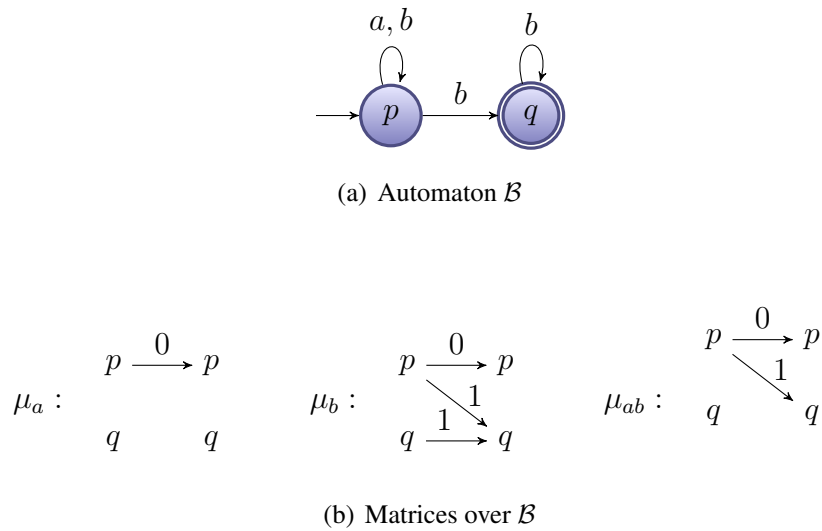 a, b
b
b
p
q
(a) Automaton ℬ
μ_a :
p 0 p
q q
μ_b :
p 0 p
1
q 1 q
μ_ab :
p 0 p
1
q q
(b) Matrices over ℬ